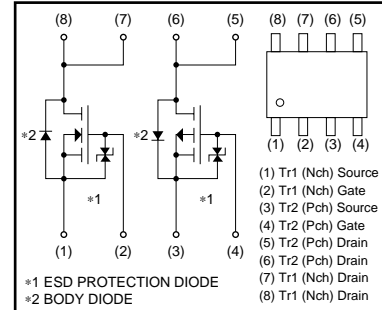 (8) (7) (6) (5)
(8) (7) (6) (5)
∗2 ∗2
∗1 ∗1
(1) (2) (3) (4)
(1) (2) (3) (4)
(1) Tr1 (Nch) Source
(2) Tr1 (Nch) Gate
(3) Tr2 (Pch) Source
(4) Tr2 (Pch) Gate
(5) Tr2 (Pch) Drain
(6) Tr2 (Pch) Drain
(7) Tr1 (Nch) Drain
(8) Tr1 (Nch) Drain
∗1 ESD PROTECTION DIODE
∗2 BODY DIODE